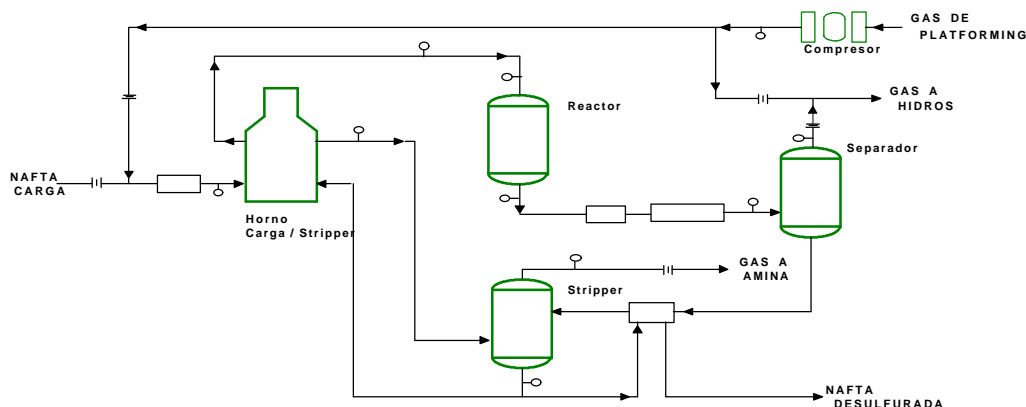 GAS DE
PLATFORMING
Compresor
GAS A
HIDROS
Reactor
Separador
NAFTA
CARGA
Horno
Carga / Stripper
GAS A
AMINA
Stripper
NAFTA
DESULFURADA